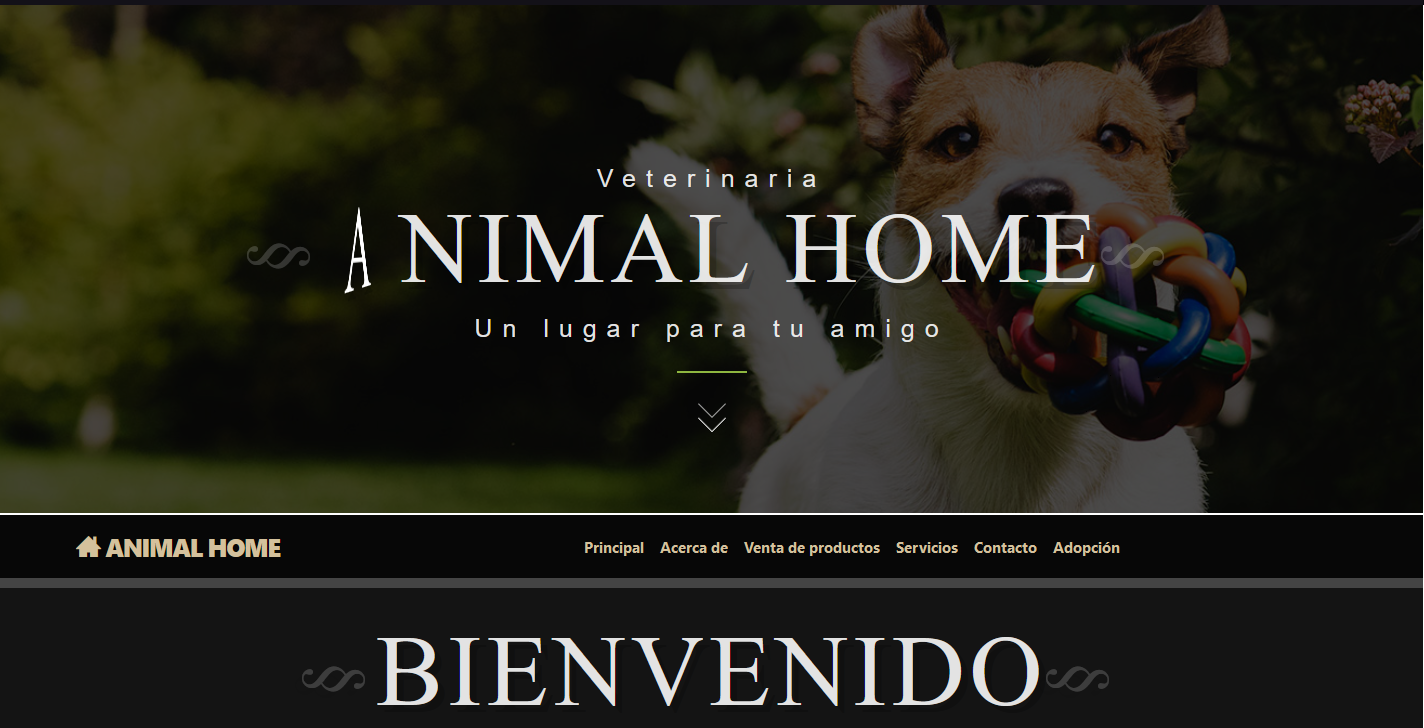 Veterinaria
ANIMAL HOME
Un lugar para tu amigo
ANIMAL HOME
Principal Acerca de Venta de productos Servicios Contacto Adopción
BIENVENIDO